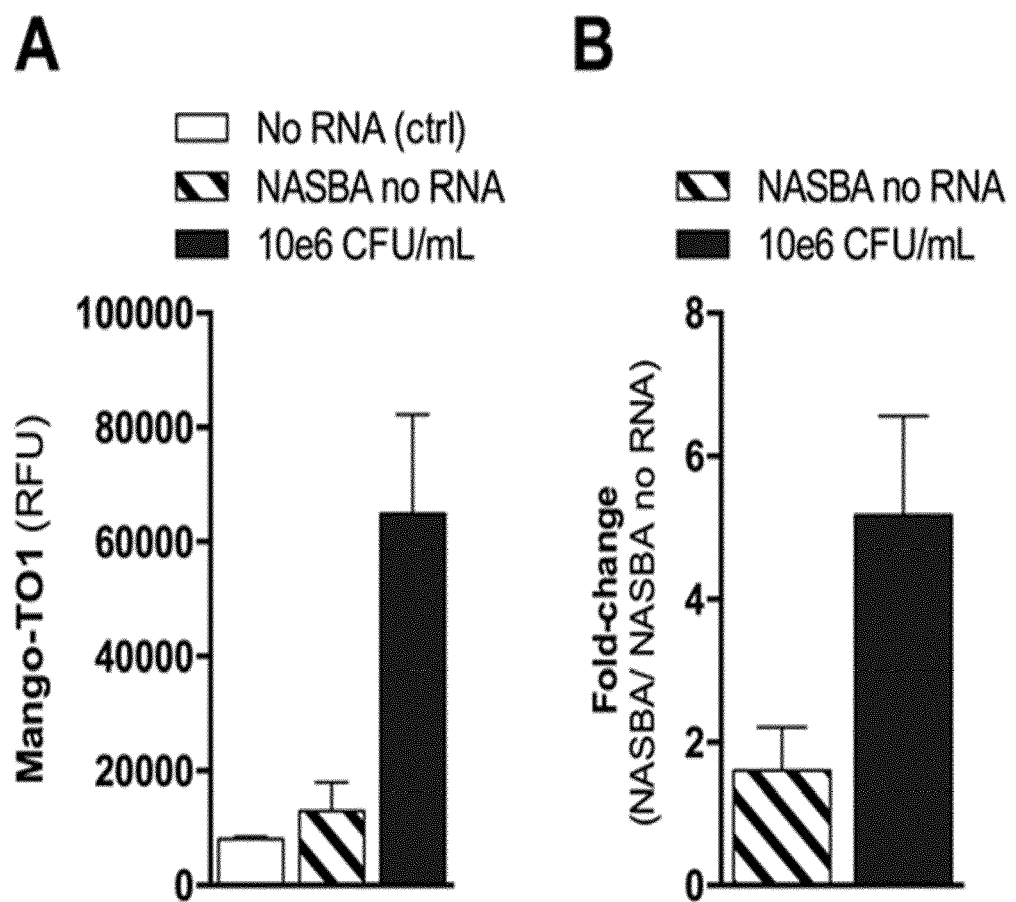 A
No RNA (ctrl)
NASBA no RNA
10e6 CFU/mL
100000
80000
60000
40000
20000
0
Mango-TO1 (RFU)
B
NASBA no RNA
10e6 CFU/mL
8
6
4
2
0
Fold-change
(NASBA/ NASBA no RNA)